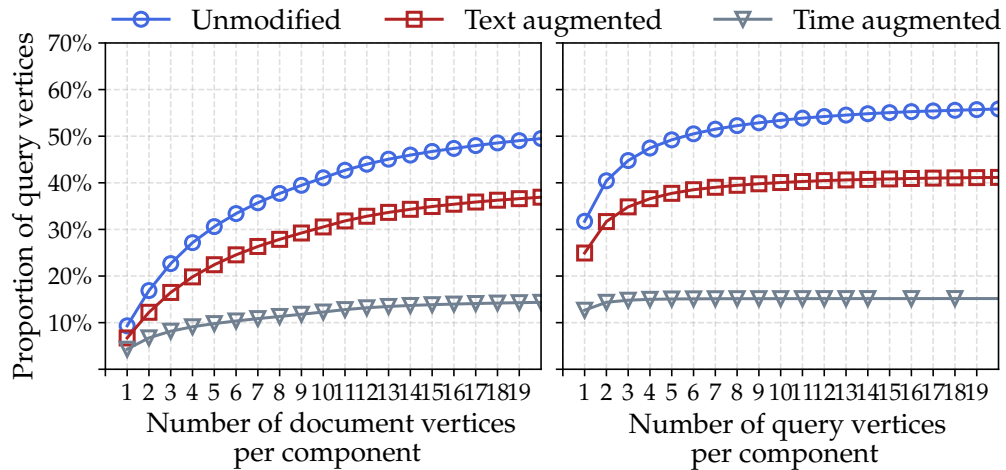 Unmodified Text augmented Time augmented
Proportion of query vertices
70%
60%
50%
40%
30%
20%
10%
1 2 3 4 5 6 7 8 9 10 11 12 13 14 15 16 17 18 19
Number of document vertices
per component
1 2 3 4 5 6 7 8 9 10 11 12 13 14 15 16 17 18 19
Number of query vertices
per component